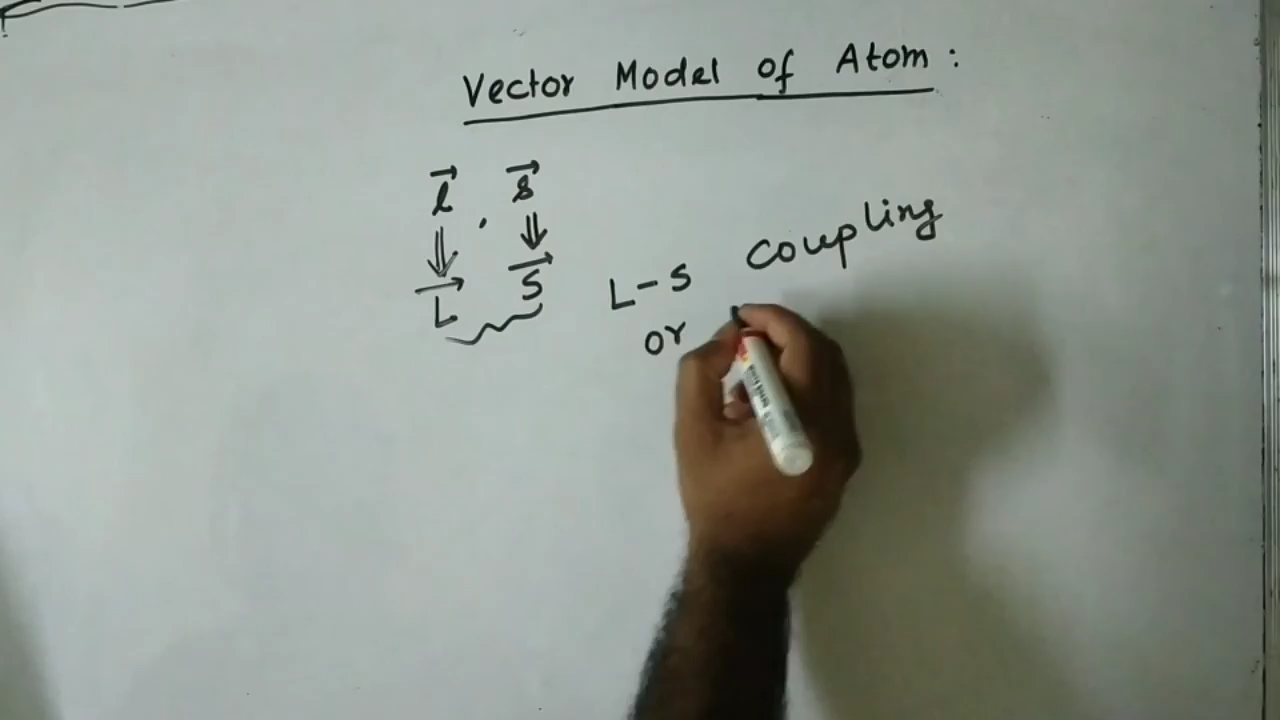 Vector Model of Atom :
l⃗ , s⃗
⇓ ⇓
L⃗ S⃗
L-S coupling
or